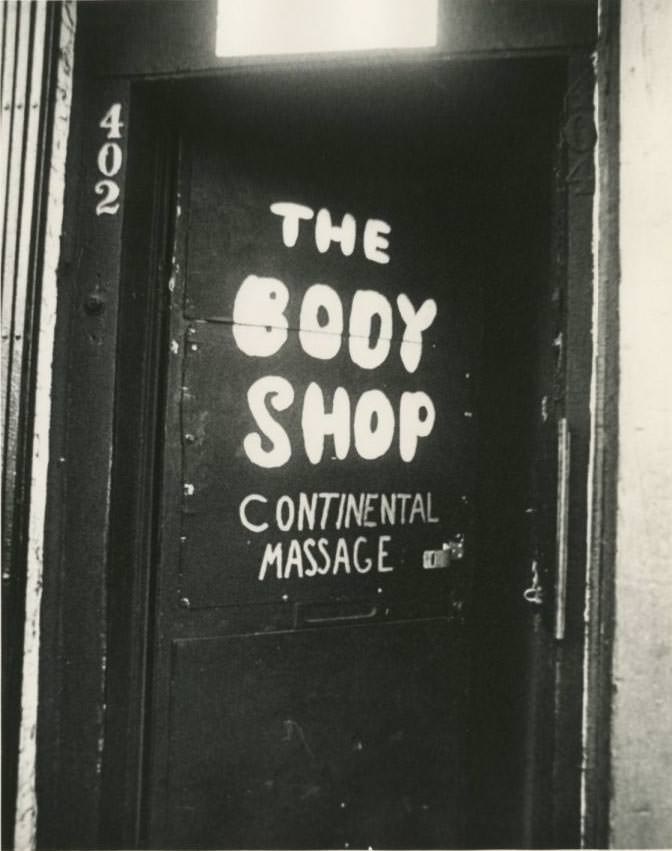 402
THE
BODY
SHOP
CONTINENTAL
MASSAGE